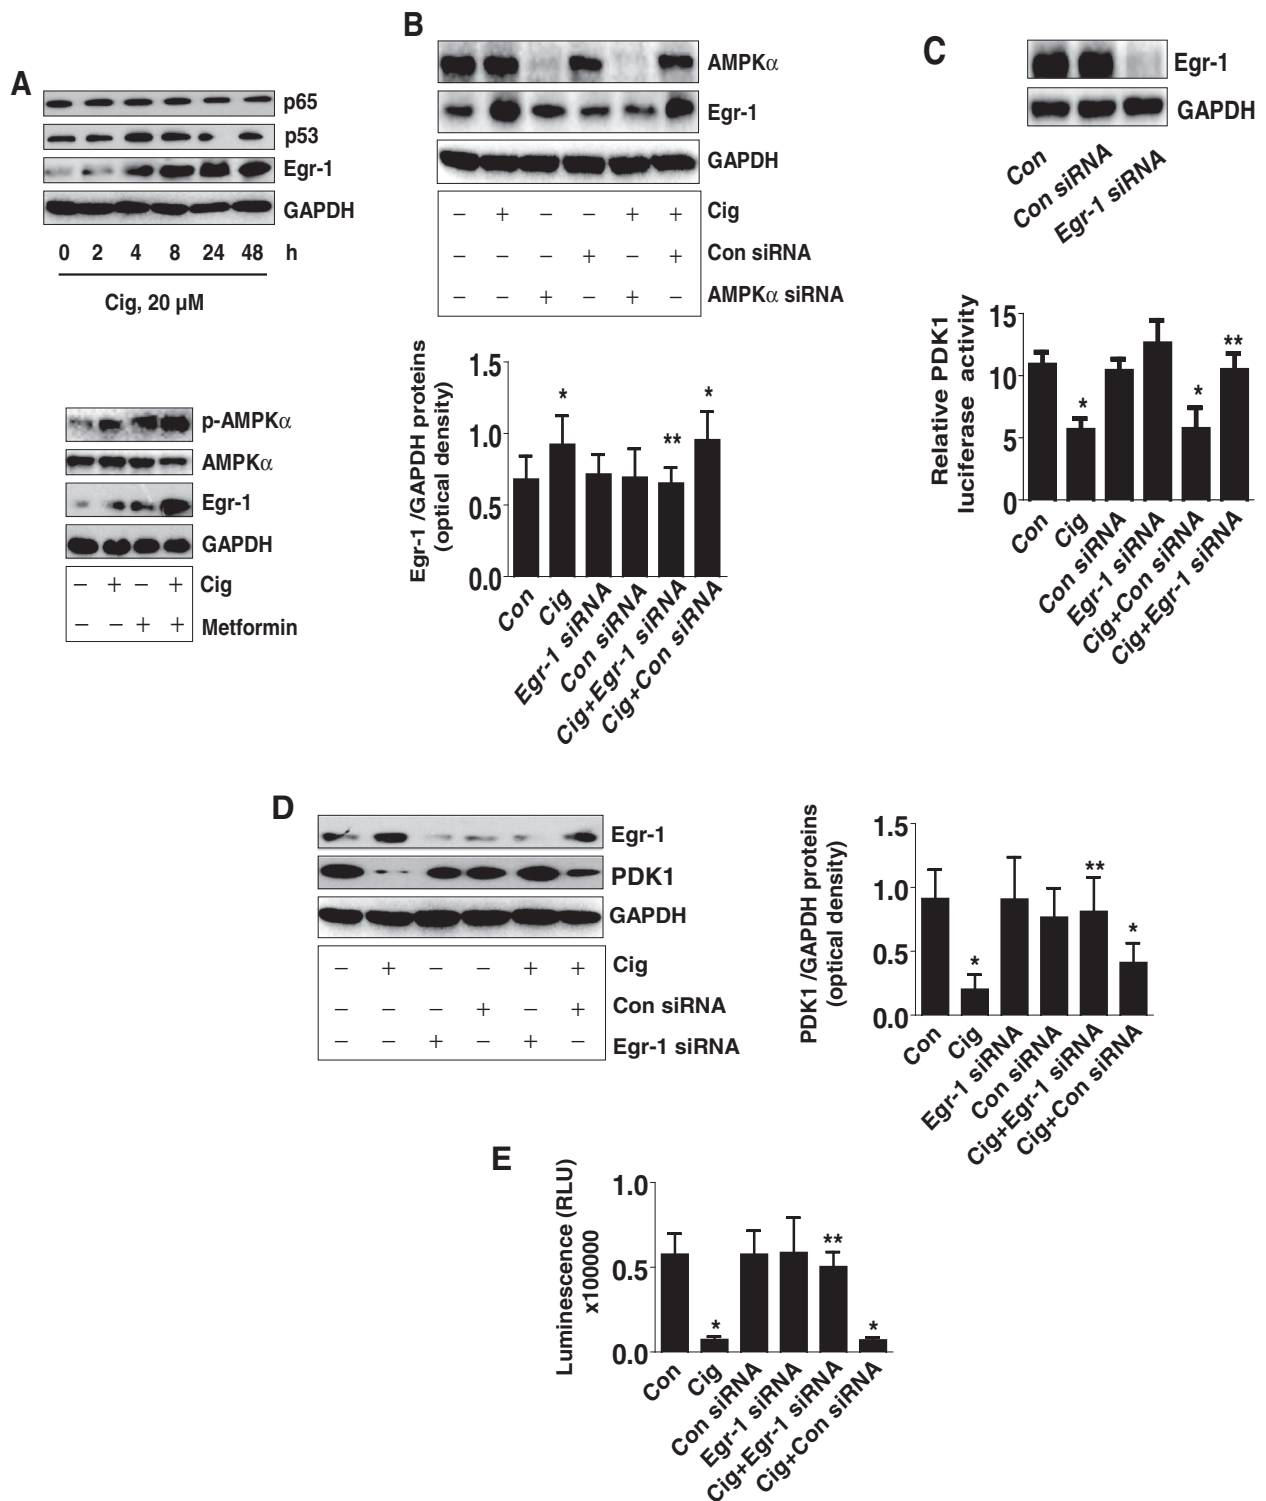 A
p65
p53
Egr-1
GAPDH
0 2 4 8 24 48 h
Cig, 20 µM
p-AMPKα
AMPKα
Egr-1
GAPDH
− + − + Cig
− − + + Metformin
B
AMPKα
Egr-1
GAPDH
− + − − + + Cig
− − − + − + Con siRNA
− − + − + − AMPKα siRNA
Egr-1 /GAPDH proteins
(optical density)
1.5
1.0
0.5
0.0
* ** *
Con
Cig
Egr-1 siRNA
Con siRNA
Cig+Egr-1 siRNA
Cig+Con siRNA
C
Egr-1
GAPDH
Con
Con siRNA
Egr-1 siRNA
Relative PDK1
luciferase activity
15
10
5
0
* * **
Con
Cig
Con siRNA
Egr-1 siRNA
Cig+Con siRNA
Cig+Egr-1 siRNA
D
Egr-1
PDK1
GAPDH
− + − − + + Cig
− − − + − + Con siRNA
− − + − + − Egr-1 siRNA
PDK1 /GAPDH proteins
(optical density)
1.5
1.0
0.5
0.0
* ** *
Con
Cig
Egr-1 siRNA
Con siRNA
Cig+Egr-1 siRNA
Cig+Con siRNA
E
Luminescence (RLU)
x100000
1.0
0.5
0.0
* ** *
Con
Cig
Con siRNA
Egr-1 siRNA
Cig+Egr-1 siRNA
Cig+Con siRNA